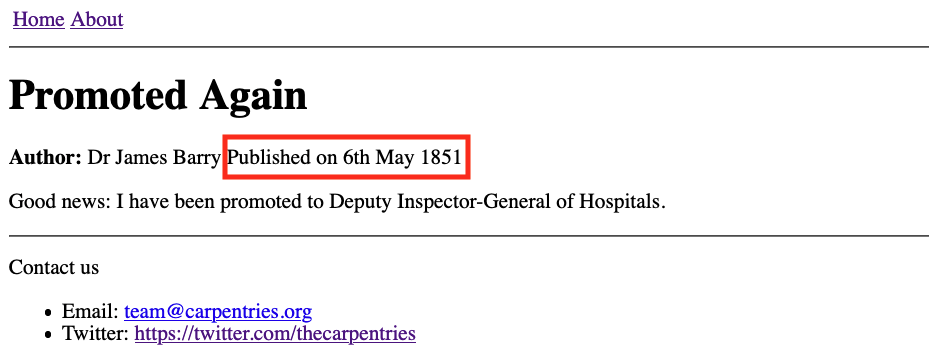 Home About
Promoted Again
Author: Dr James Barry Published on 6th May 1851
Good news: I have been promoted to Deputy Inspector-General of Hospitals.
Contact us
Email: team@carpentries.org
Twitter: https://twitter.com/thecarpentries